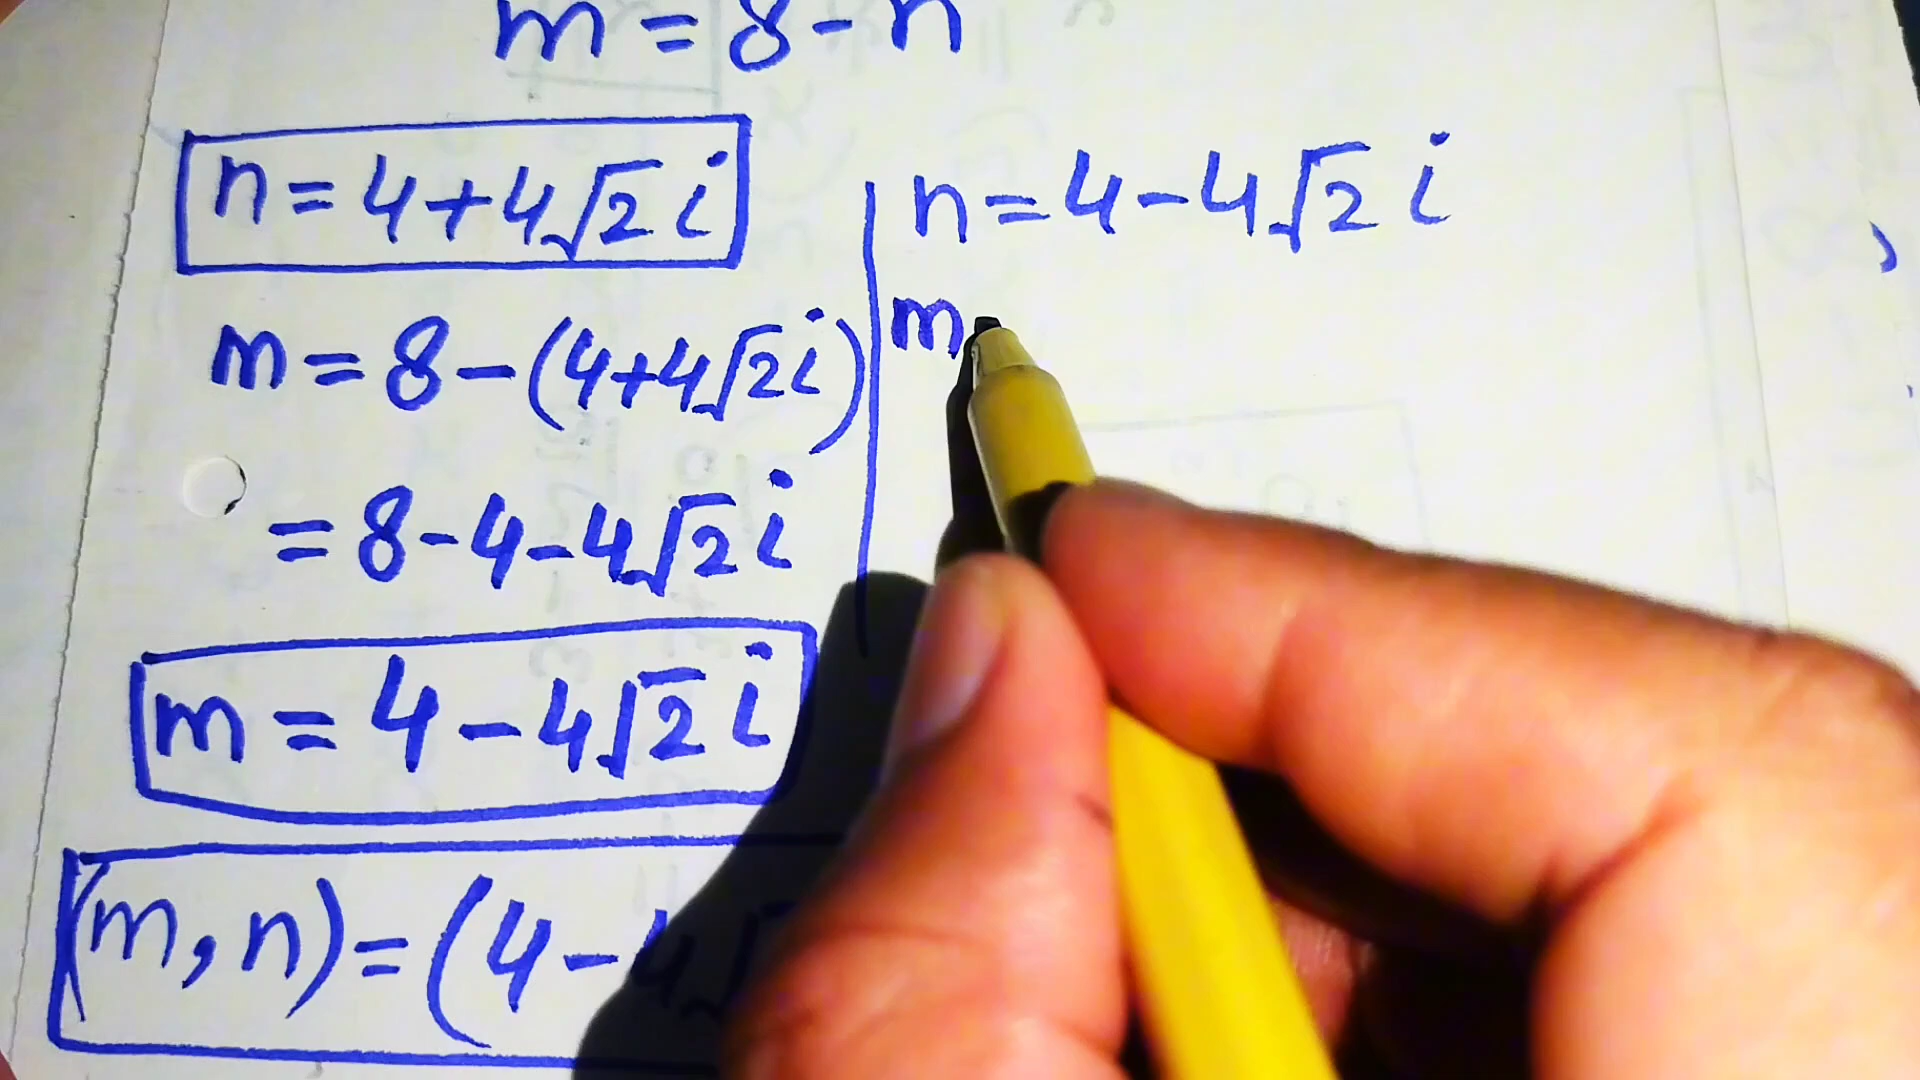 m = 8 - n
n = 4 + 4√2 i
m = 8 - (4 + 4√2 i)
= 8 - 4 - 4√2 i
m = 4 - 4√2 i
(m, n) = (4 - 4√
n = 4 - 4√2 i
m